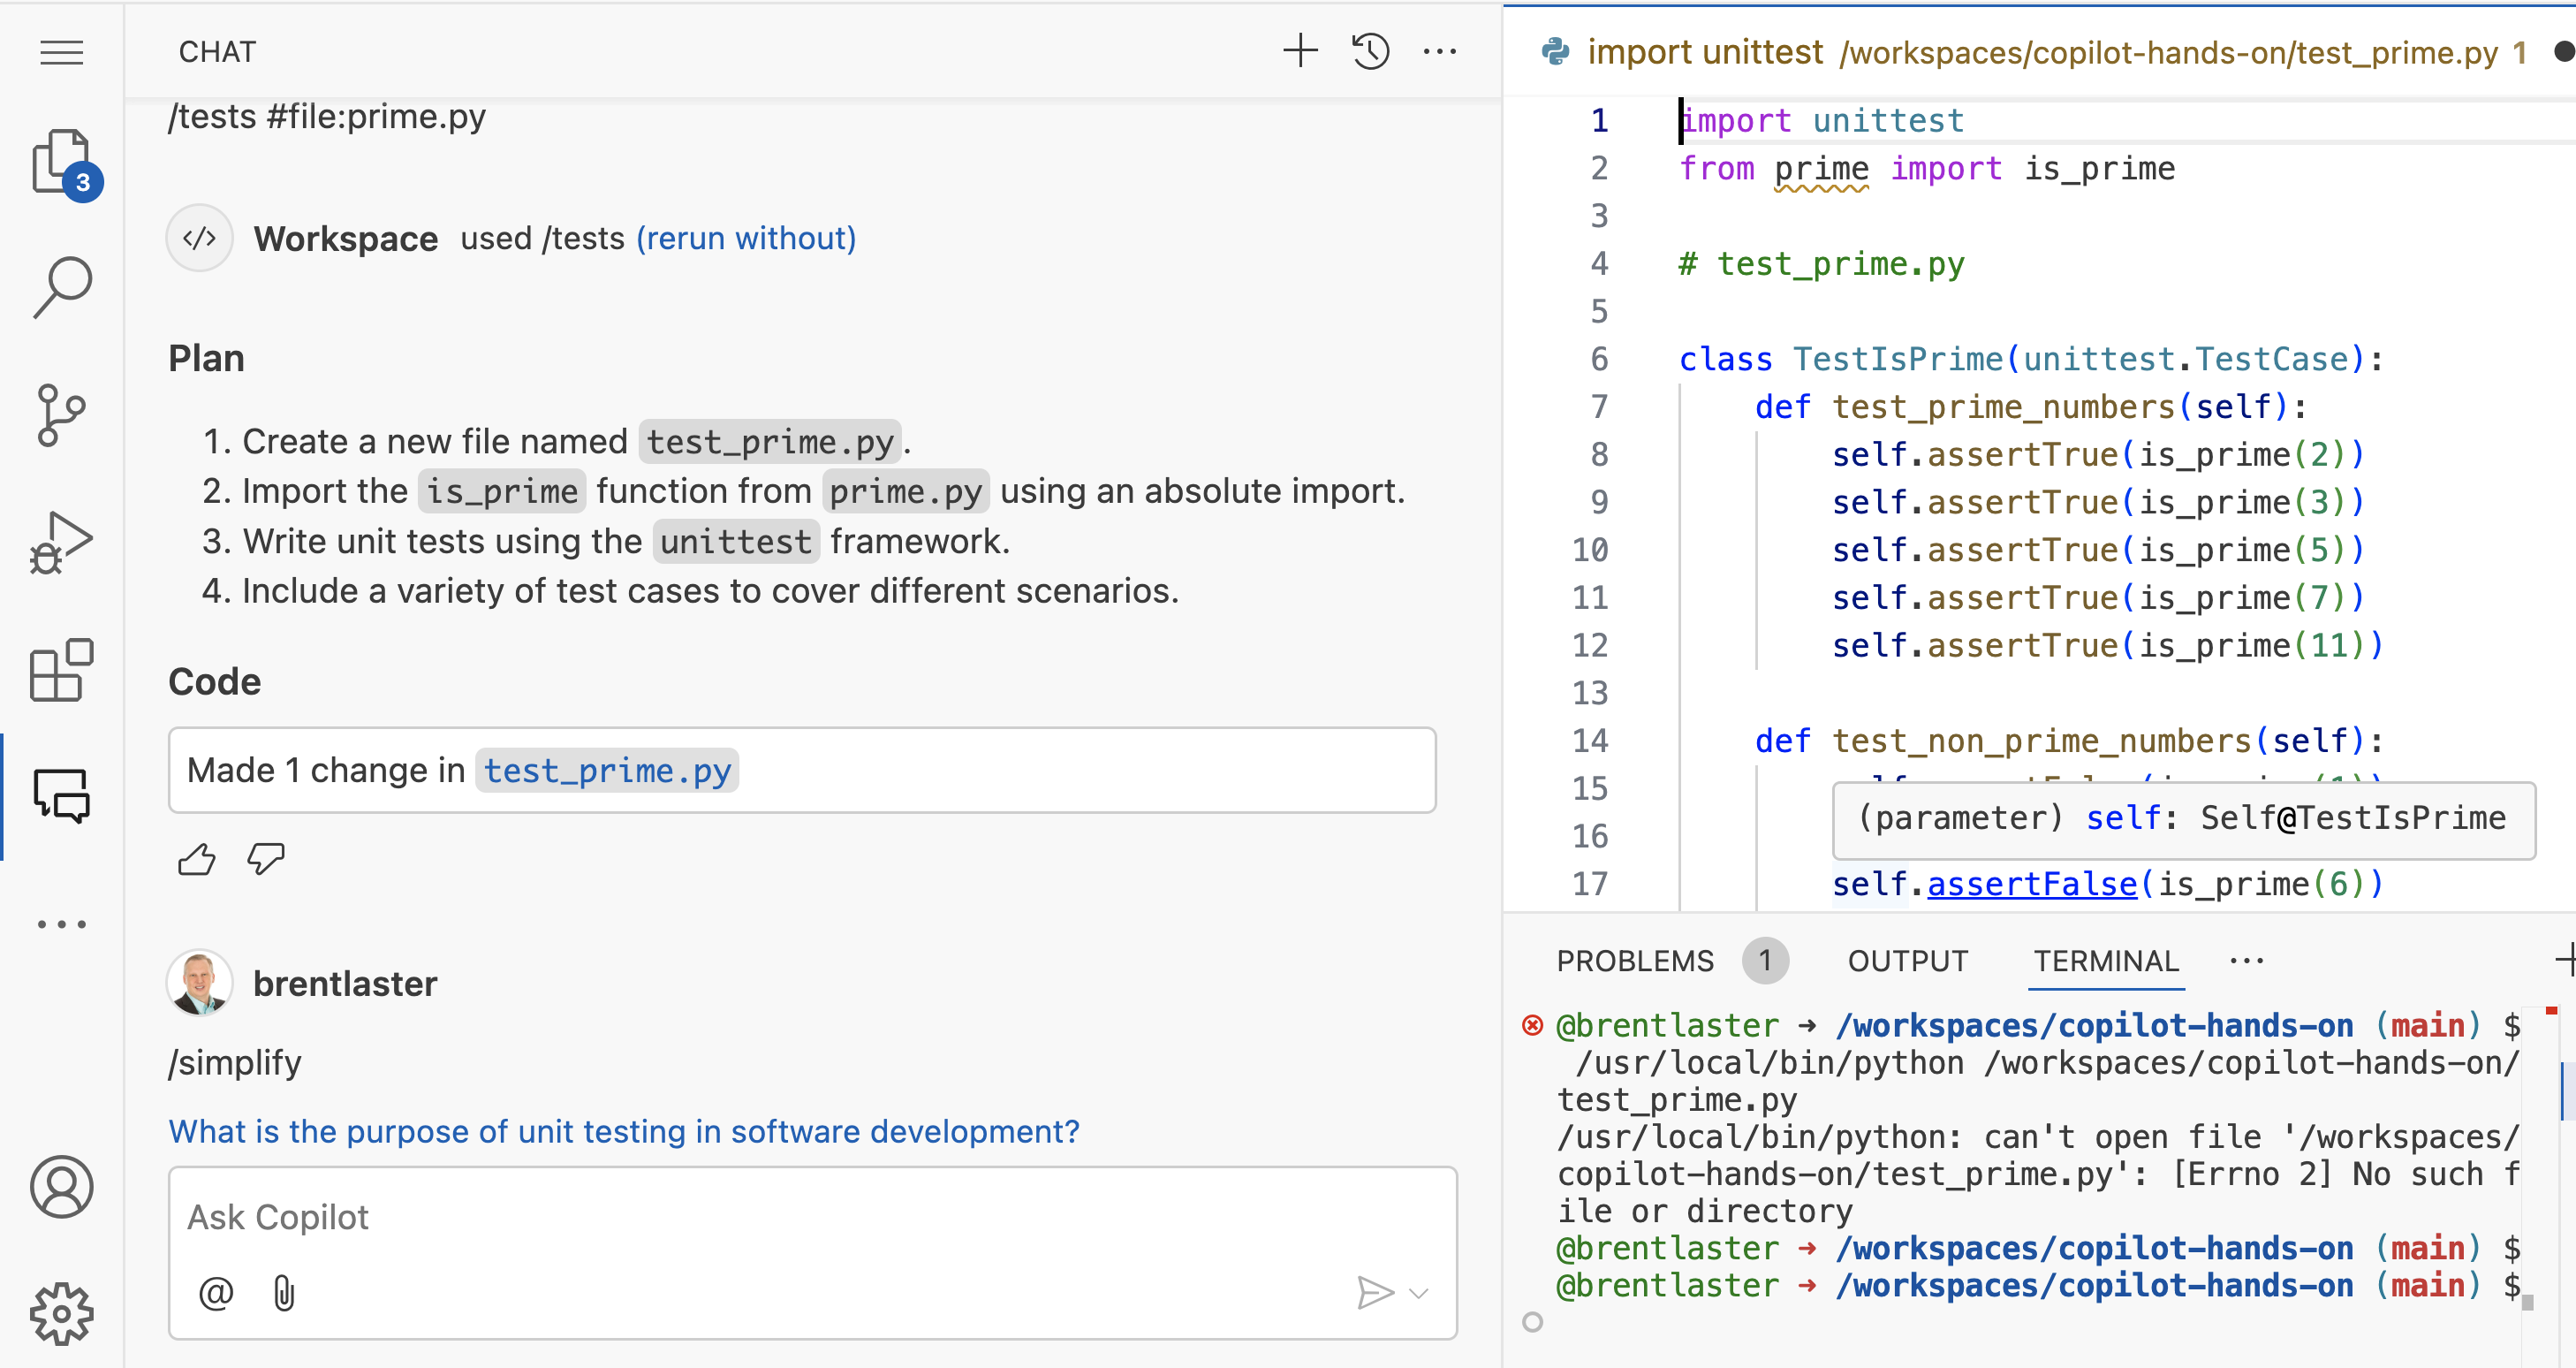 CHAT
/tests #file:prime.py
Workspace used /tests (rerun without)
Plan
1. Create a new file named test_prime.py.
2. Import the is_prime function from prime.py using an absolute import.
3. Write unit tests using the unittest framework.
4. Include a variety of test cases to cover different scenarios.
Code
Made 1 change in test_prime.py
brentlaster
/simplify
What is the purpose of unit testing in software development?
Ask Copilot
3
import unittest /workspaces/copilot-hands-on/test_prime.py 1
1 import unittest
2 from prime import is_prime
3
4 # test_prime.py
5
6 class TestIsPrime(unittest.TestCase):
7 def test_prime_numbers(self):
8 self.assertTrue(is_prime(2))
9 self.assertTrue(is_prime(3))
10 self.assertTrue(is_prime(5))
11 self.assertTrue(is_prime(7))
12 self.assertTrue(is_prime(11))
13
14 def test_non_prime_numbers(self):
15
(parameter) self: Self@TestIsPrime
16
17 self.assertFalse(is_prime(6))
PROBLEMS 1 OUTPUT TERMINAL
@brentlaster → /workspaces/copilot-hands-on (main) $
/usr/local/bin/python /workspaces/copilot-hands-on/
test_prime.py
/usr/local/bin/python: can't open file '/workspaces/
copilot-hands-on/test_prime.py': [Errno 2] No such f
ile or directory
@brentlaster → /workspaces/copilot-hands-on (main) $
@brentlaster → /workspaces/copilot-hands-on (main) $